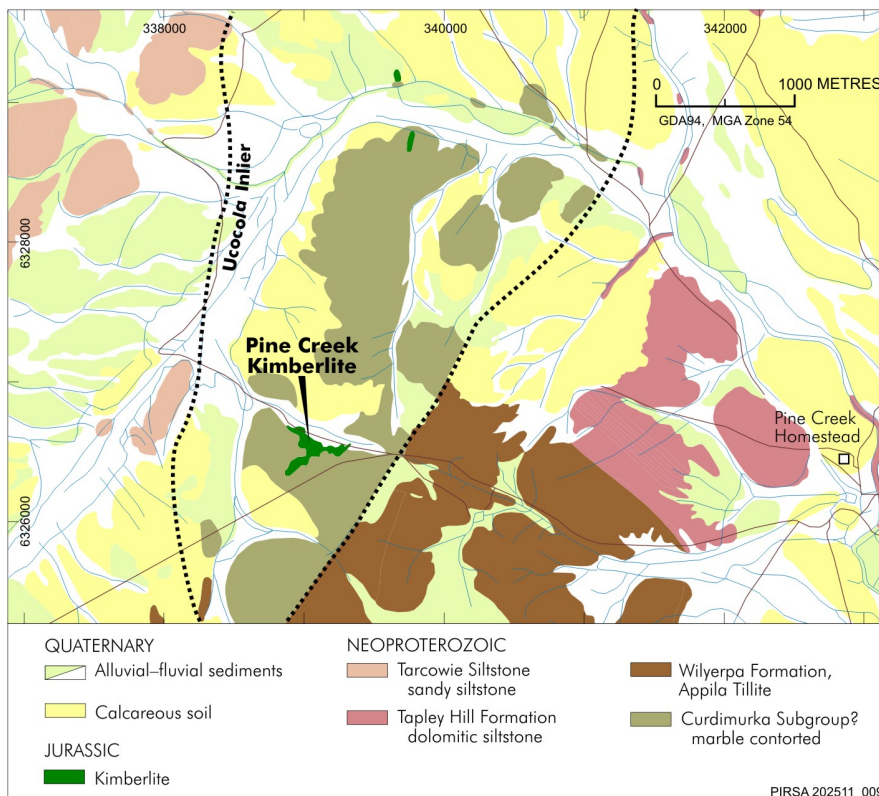 338000
340000
342000
0 1000 METRES
GDA94, MGA Zone 54
Ucocola Inlier
6328000
Pine Creek
Kimberlite
Pine Creek
Homestead
6326000
QUATERNARY
Alluvial–fluvial sediments
Calcareous soil
JURASSIC
Kimberlite
NEOPROTEROZOIC
Tarcowie Siltstone
sandy siltstone
Tapley Hill Formation
dolomitic siltstone
Wilyerpa Formation,
Appila Tillite
Curdimurka Subgroup?
marble contorted
PIRSA 202511_009